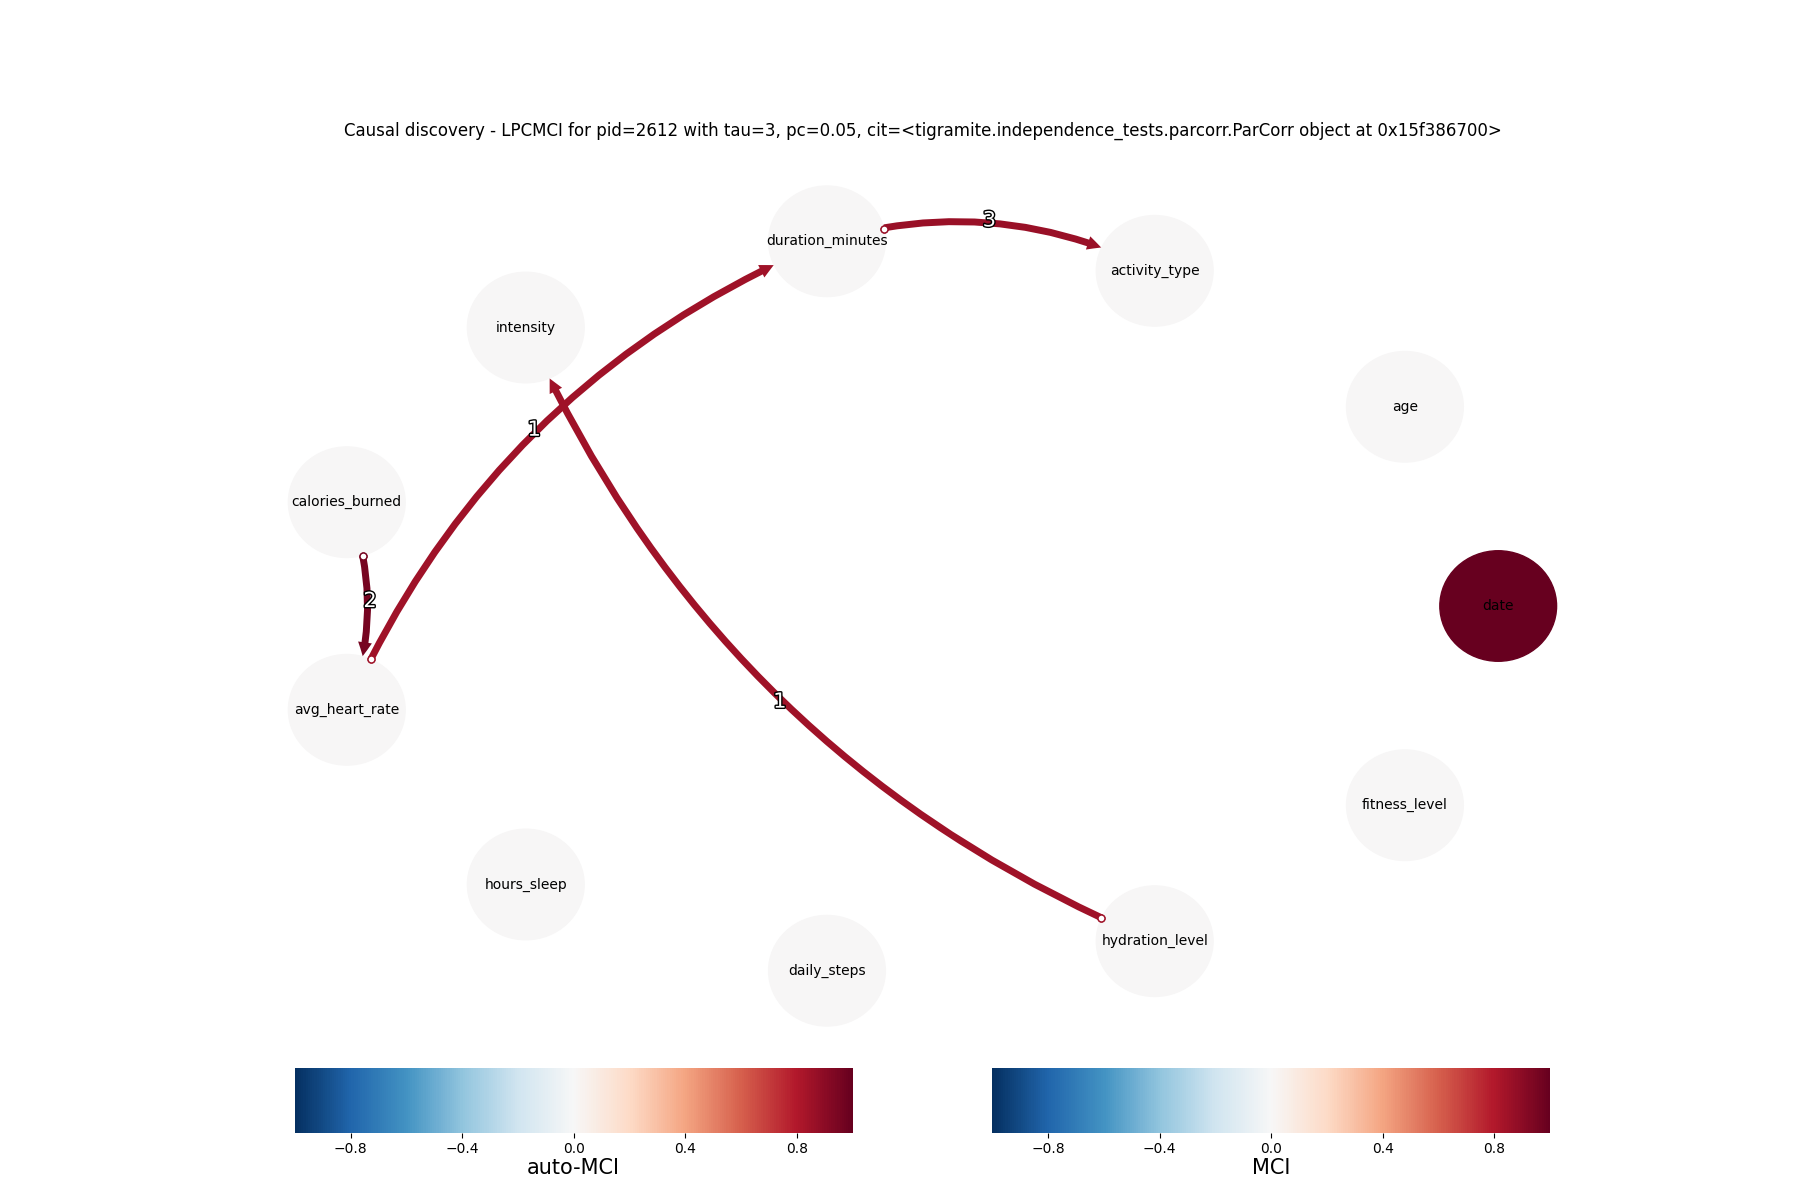 Causal discovery - LPCMCI for pid=2612 with tau=3, pc=0.05, cit=<tigramite.independence_tests.parcorr.ParCorr object at 0x15f386700>
3
duration_minutes
activity_type
intensity
age
1
calories_burned
2
date
1
avg_heart_rate
fitness_level
hours_sleep
hydration_level
daily_steps
−0.8 −0.4 0.0 0.4 0.8
auto-MCI
−0.8 −0.4 0.0 0.4 0.8
MCI